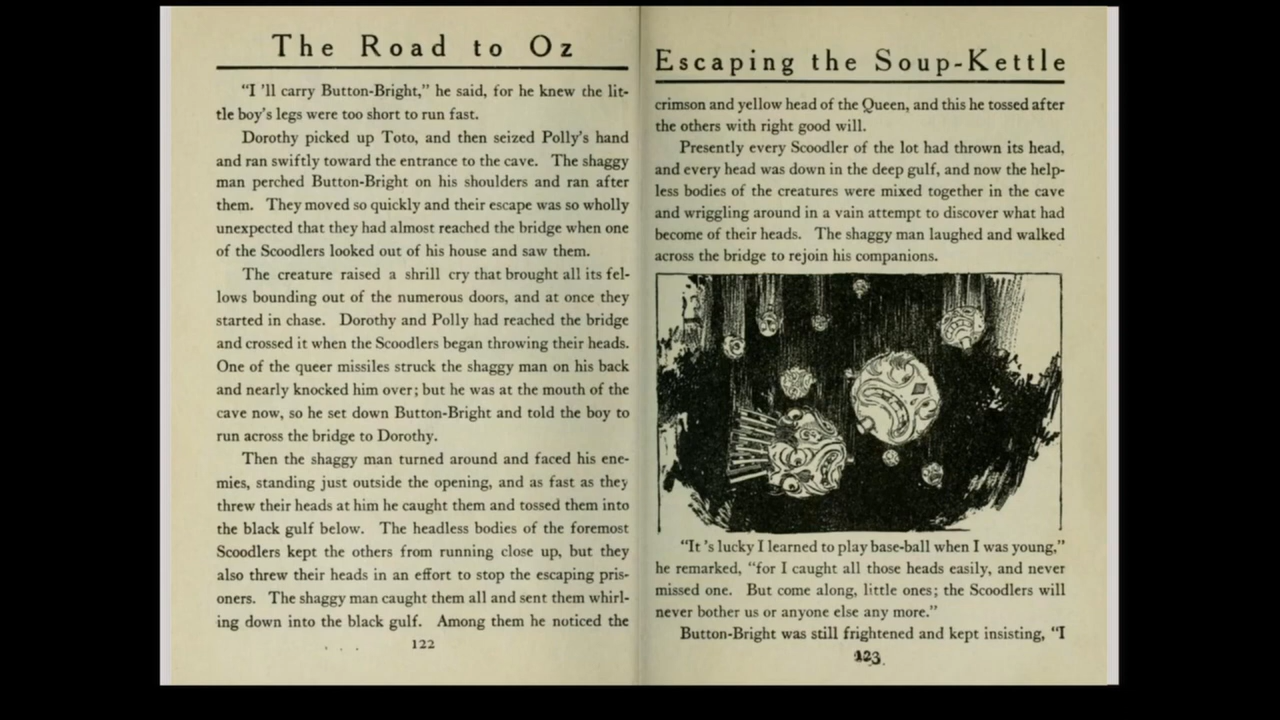 The Road to Oz
"I 'll carry Button-Bright," he said, for he knew the lit-
tle boy's legs were too short to run fast.
Dorothy picked up Toto, and then seized Polly's hand
and ran swiftly toward the entrance to the cave. The shaggy
man perched Button-Bright on his shoulders and ran after
them. They moved so quickly and their escape was so wholly
unexpected that they had almost reached the bridge when one
of the Scoodlers looked out of his house and saw them.
The creature raised a shrill cry that brought all its fel-
lows bounding out of the numerous doors, and at once they
started in chase. Dorothy and Polly had reached the bridge
and crossed it when the Scoodlers began throwing their heads.
One of the queer missiles struck the shaggy man on his back
and nearly knocked him over; but he was at the mouth of the
cave now, so he set down Button-Bright and told the boy to
run across the bridge to Dorothy.
Then the shaggy man turned around and faced his ene-
mies, standing just outside the opening, and as fast as they
threw their heads at him he caught them and tossed them into
the black gulf below. The headless bodies of the foremost
Scoodlers kept the others from running close up, but they
also threw their heads in an effort to stop the escaping pris-
oners. The shaggy man caught them all and sent them whirl-
ing down into the black gulf. Among them he noticed the
122
Escaping the Soup-Kettle
crimson and yellow head of the Queen, and this he tossed after
the others with right good will.
Presently every Scoodler of the lot had thrown its head,
and every head was down in the deep gulf, and now the help-
less bodies of the creatures were mixed together in the cave
and wriggling around in a vain attempt to discover what had
become of their heads. The shaggy man laughed and walked
across the bridge to rejoin his companions.
"It 's lucky I learned to play base-ball when I was young,"
he remarked, "for I caught all those heads easily, and never
missed one. But come along, little ones; the Scoodlers will
never bother us or anyone else any more."
Button-Bright was still frightened and kept insisting, "I
123